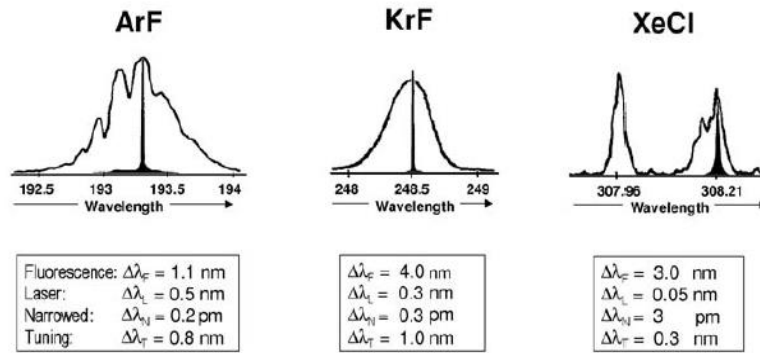 ArF
KrF
XeCl
192.5 193 193.5 194
Wavelength
248 248.5 249
Wavelength
307.96 308.21
Wavelength
Fluorescence: Δλ_F = 1.1 nm
Laser: Δλ_L = 0.5 nm
Narrowed: Δλ_N = 0.2 pm
Tuning: Δλ_T = 0.8 nm
Δλ_F = 4.0 nm
Δλ_L = 0.3 nm
Δλ_N = 0.3 pm
Δλ_T = 1.0 nm
Δλ_F = 3.0 nm
Δλ_L = 0.05 nm
Δλ_N = 3 pm
Δλ_T = 0.3 nm